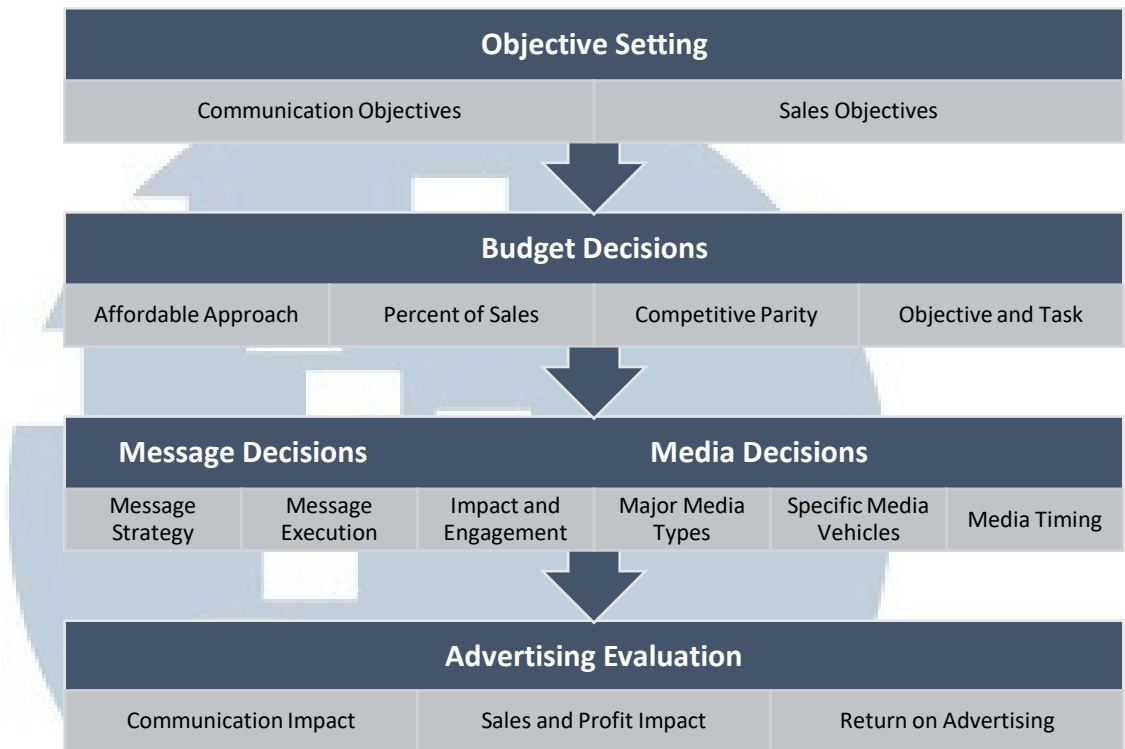 Objective Setting
Communication Objectives
Sales Objectives
Budget Decisions
Affordable Approach
Percent of Sales
Competitive Parity
Objective and Task
Message Decisions
Media Decisions
Message
Strategy
Message
Execution
Impact and
Engagement
Major Media
Types
Specific Media
Vehicles
Media Timing
Advertising Evaluation
Communication Impact
Sales and Profit Impact
Return on Advertising